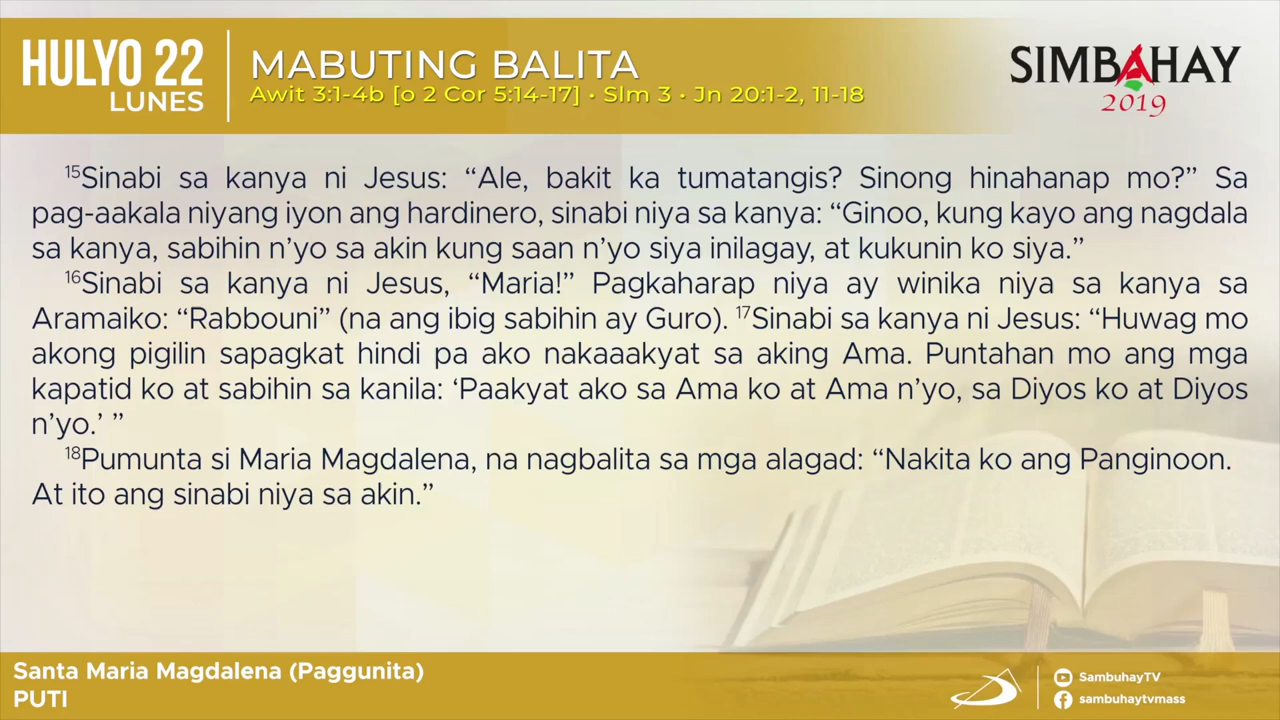 HULYO 22
LUNES
MABUTING BALITA
Awit 3:1-4b [o 2 Cor 5:14-17] • Slm 3 • Jn 20:1-2, 11-18
SIMBAHAY
2019
15Sinabi sa kanya ni Jesus: “Ale, bakit ka tumatangis? Sinong hinahanap mo?” Sa
pag-aakala niyang iyon ang hardinero, sinabi niya sa kanya: “Ginoo, kung kayo ang nagdala
sa kanya, sabihin n’yo sa akin kung saan n’yo siya inilagay, at kukunin ko siya.”
16Sinabi sa kanya ni Jesus, “Maria!” Pagkaharap niya ay winika niya sa kanya sa
Aramaiko: “Rabbouni” (na ang ibig sabihin ay Guro). 17Sinabi sa kanya ni Jesus: “Huwag mo
akong pigilin sapagkat hindi pa ako nakaaakyat sa aking Ama. Puntahan mo ang mga
kapatid ko at sabihin sa kanila: ‘Paakyat ako sa Ama ko at Ama n’yo, sa Diyos ko at Diyos
n’yo.’ ”
18Pumunta si Maria Magdalena, na nagbalita sa mga alagad: “Nakita ko ang Panginoon.
At ito ang sinabi niya sa akin.”
Santa Maria Magdalena (Paggunita)
PUTI
SambuhayTV
sambuhaytvmass